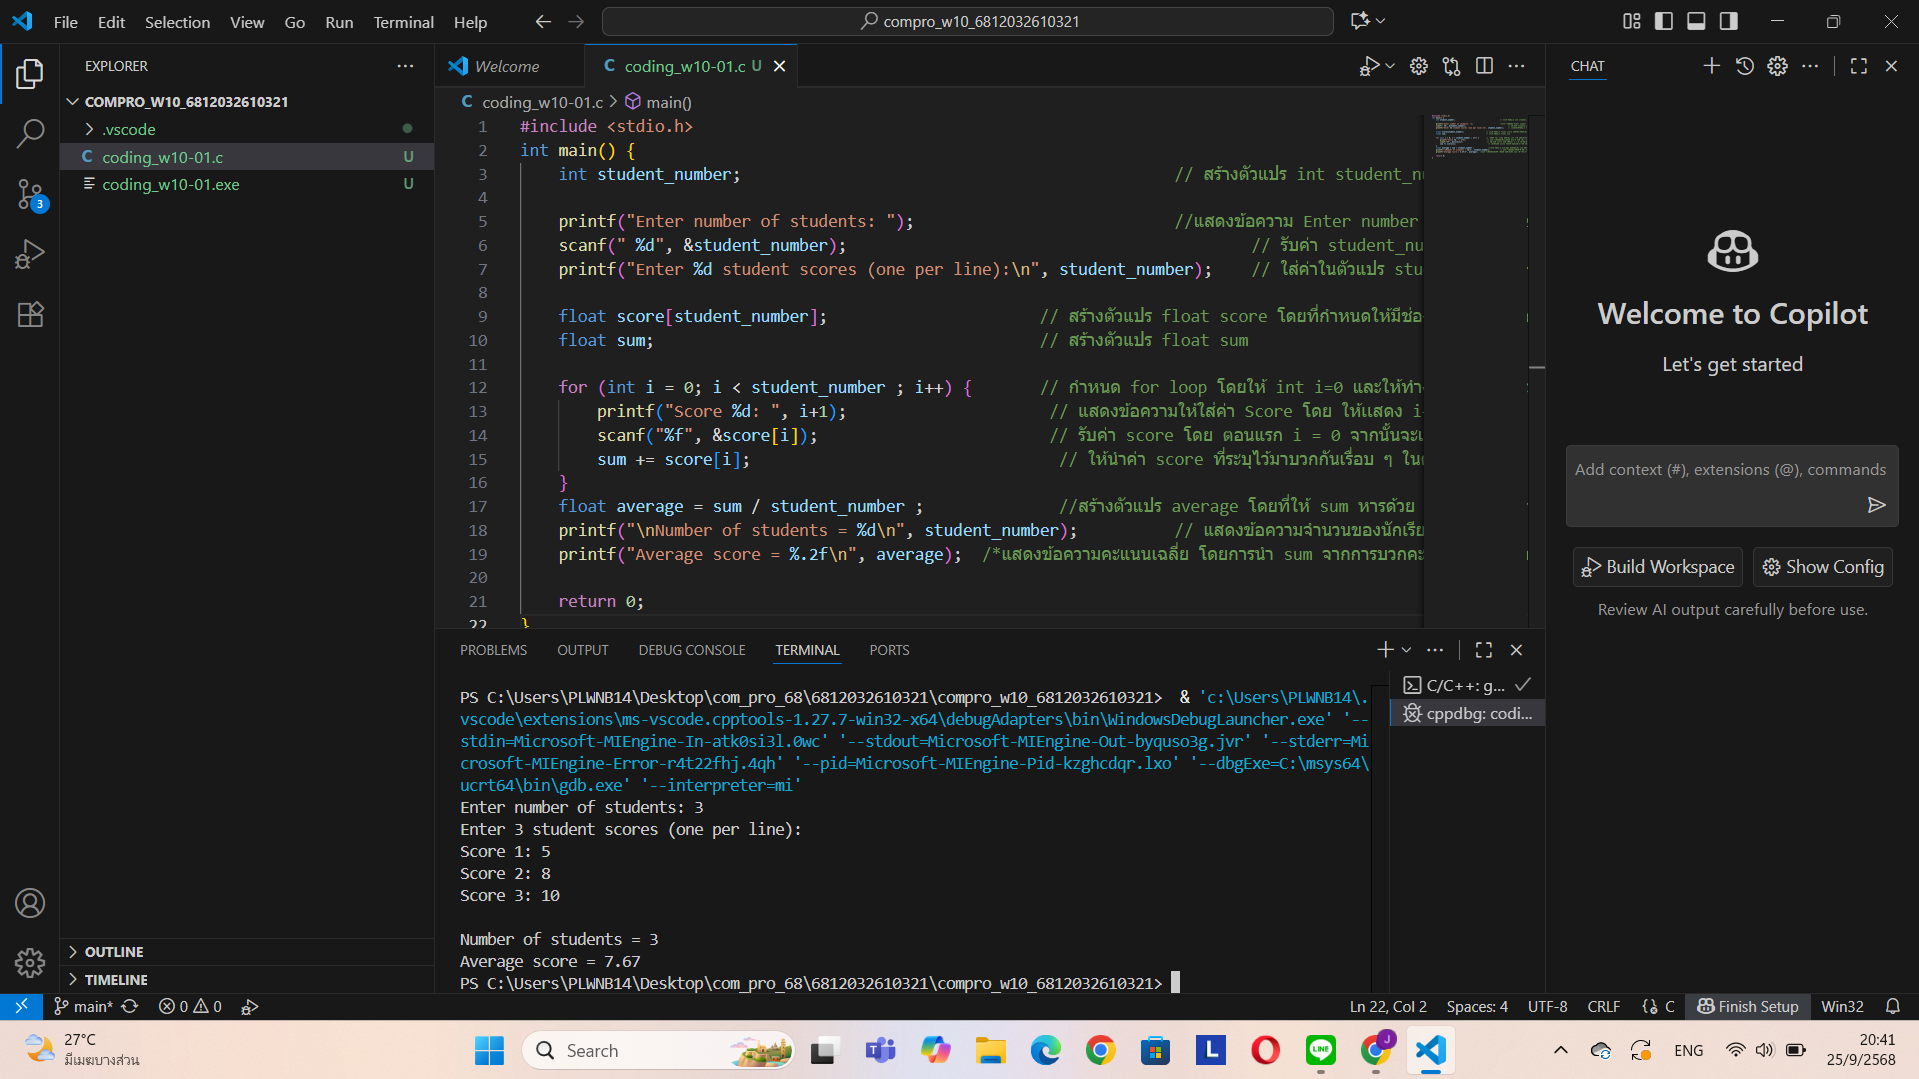 File Edit Selection View Go Run Terminal Help
compro_w10_6812032610321
EXPLORER
COMPRO_W10_6812032610321
.vscode
C coding_w10-01.c U
coding_w10-01.exe U
3
OUTLINE
TIMELINE
Welcome
C coding_w10-01.c U
C coding_w10-01.c > main()
1 #include <stdio.h>
2 int main() {
3 int student_number; // สร้างตัวแปร int student_nu
4
5 printf("Enter number of students: "); //แสดงข้อความ Enter number
6 scanf(" %d", &student_number); // รับค่า student_nu
7 printf("Enter %d student scores (one per line):\n", student_number); // ใส่ค่าในตัวแปร stu
8
9 float score[student_number]; // สร้างตัวแปร float score โดยที่กำหนดให้มีช่อ
10 float sum; // สร้างตัวแปร float sum
11
12 for (int i = 0; i < student_number ; i++) { // กำหนด for loop โดยให้ int i=0 และให้ทำ
13 printf("Score %d: ", i+1); // แสดงข้อความให้ใส่ค่า Score โดย ให้แสดง i
14 scanf("%f", &score[i]); // รับค่า score โดย ตอนแรก i = 0 จากนั้นจะเ
15 sum += score[i]; // ให้นำค่า score ที่ระบุไว้มาบวกกันเรื่อย ๆ ใน
16 }
17 float average = sum / student_number ; //สร้างตัวแปร average โดยที่ให้ sum หารด้วย
18 printf("\nNumber of students = %d\n", student_number); // แสดงข้อความจำนวนของนักเรีย
19 printf("Average score = %.2f\n", average); /*แสดงข้อความคะแนนเฉลี่ย โดยการนำ sum จากการบวกคะ
20
21 return 0;
22 }
PROBLEMS OUTPUT DEBUG CONSOLE TERMINAL PORTS
PS C:\Users\PLWNB14\Desktop\com_pro_68\6812032610321\compro_w10_6812032610321> & 'c:\Users\PLWNB14\.
vscode\extensions\ms-vscode.cpptools-1.27.7-win32-x64\debugAdapters\bin\WindowsDebugLauncher.exe' '--
stdin=Microsoft-MIEngine-In-atk0si3l.0wc' '--stdout=Microsoft-MIEngine-Out-byquso3g.jvr' '--stderr=Mi
crosoft-MIEngine-Error-r4t22fhj.4qh' '--pid=Microsoft-MIEngine-Pid-kzghcdqr.lxo' '--dbgExe=C:\msys64\
ucrt64\bin\gdb.exe' '--interpreter=mi'
Enter number of students: 3
Enter 3 student scores (one per line):
Score 1: 5
Score 2: 8
Score 3: 10
Number of students = 3
Average score = 7.67
PS C:\Users\PLWNB14\Desktop\com_pro_68\6812032610321\compro_w10_6812032610321>
C/C++: g...
cppdbg: codi...
CHAT
Welcome to Copilot
Let's get started
Add context (#), extensions (@), commands
Build Workspace Show Config
Review AI output carefully before use.
main* 0 0
Ln 22, Col 2 Spaces: 4 UTF-8 CRLF C Finish Setup Win32
27°C
มีเมฆบางส่วน
Search
L
LINE
J
ENG
20:41
25/9/2568